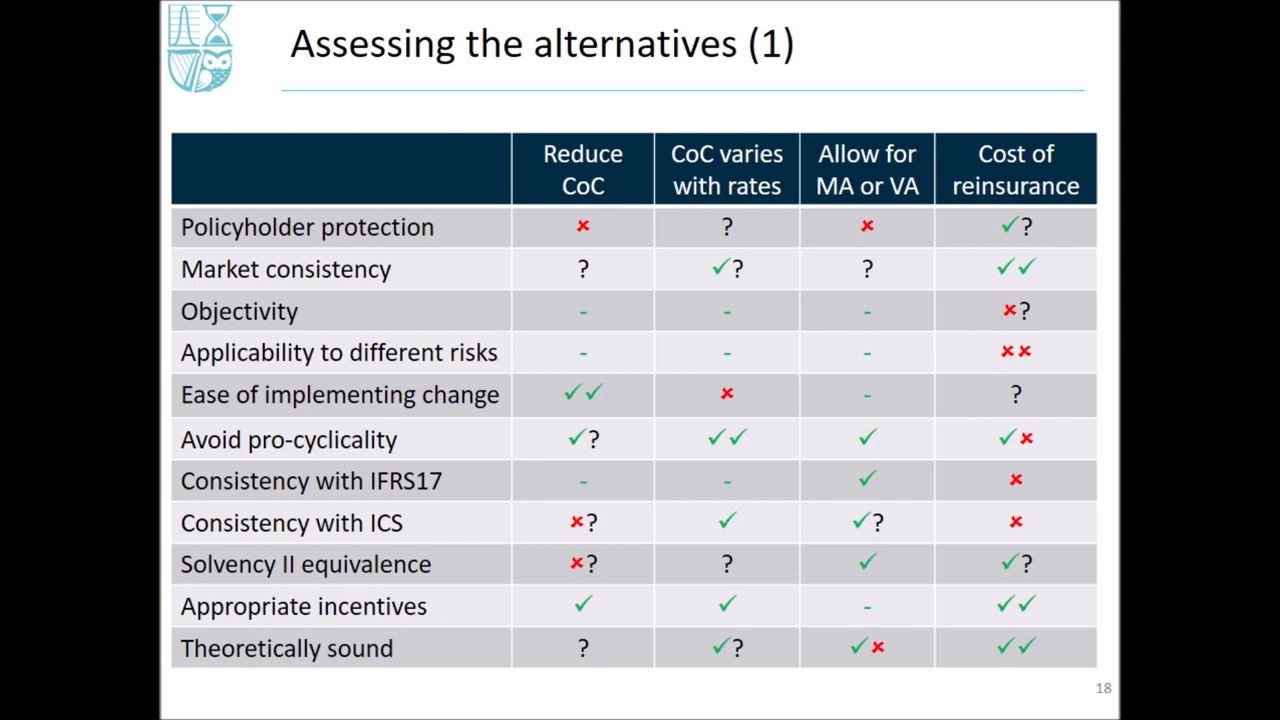 Assessing the alternatives (1)
Reduce CoC varies Allow for Cost of
CoC with rates MA or VA reinsurance
Policyholder protection ✗ ? ✗ ✓?
Market consistency ? ✓? ? ✓✓
Objectivity - - - ✗?
Applicability to different risks - - - ✗✗
Ease of implementing change ✓✓ ✗ - ?
Avoid pro-cyclicality ✓? ✓✓ ✓ ✓✗
Consistency with IFRS17 - - ✓ ✗
Consistency with ICS ✗? ✓ ✓? ✗
Solvency II equivalence ✗? ? ✓ ✓?
Appropriate incentives ✓ ✓ - ✓✓
Theoretically sound ? ✓? ✓✗ ✓✓
18